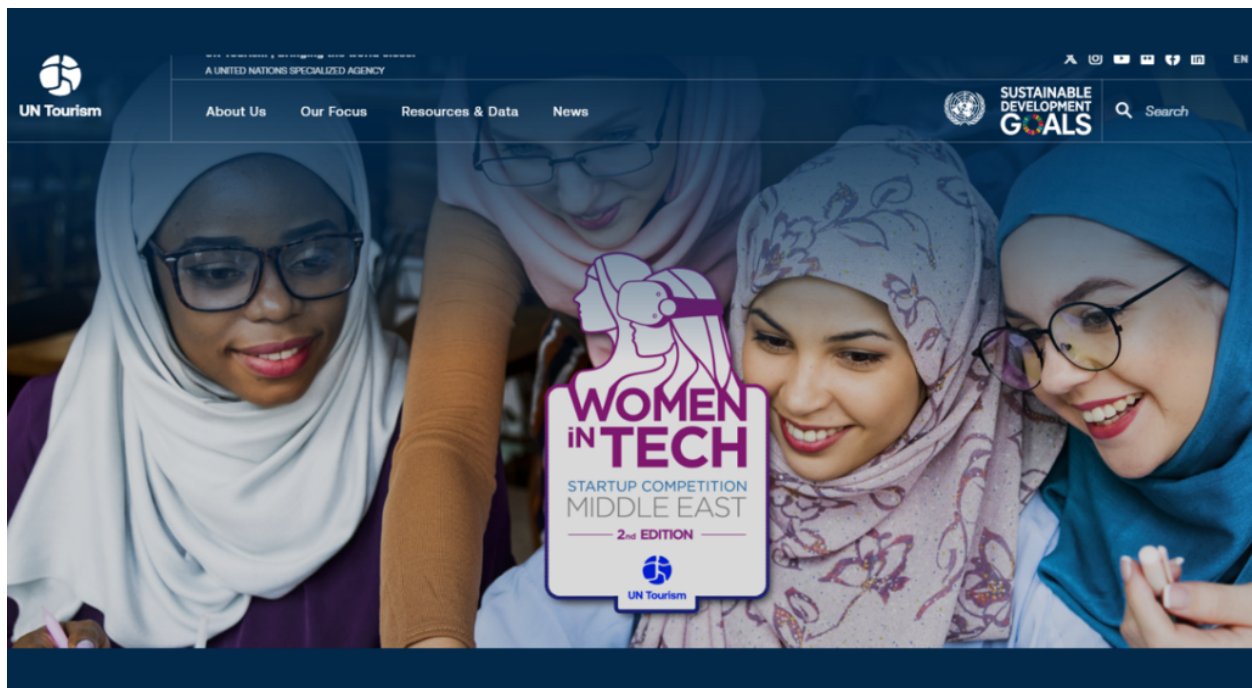 A UNITED NATIONS SPECIALIZED AGENCY
EN
UN Tourism
About Us
Our Focus
Resources & Data
News
SUSTAINABLE
DEVELOPMENT
GOALS
Search
WOMEN
iN TECH
STARTUP COMPETITION
MIDDLE EAST
2nd EDITION
UN Tourism